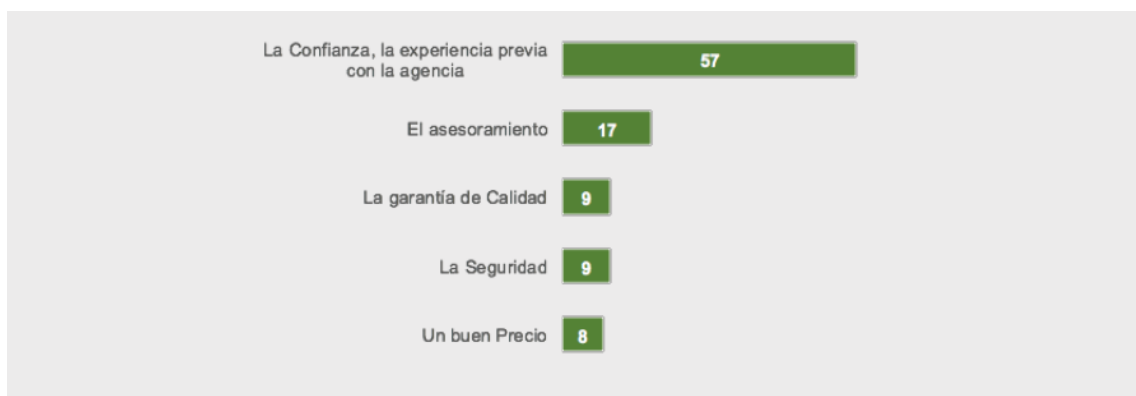 La Confianza, la experiencia previa
con la agencia
57
El asesoramiento
17
La garantía de Calidad
9
La Seguridad
9
Un buen Precio
8